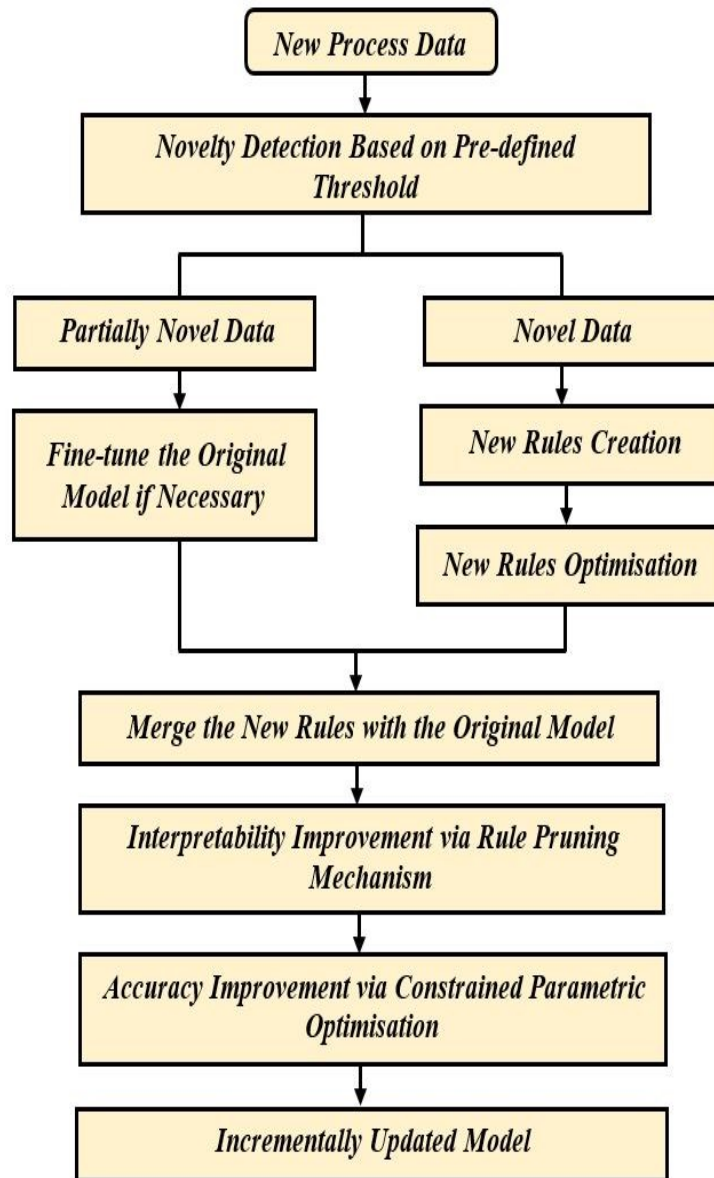 New Process Data
Novelty Detection Based on Pre-defined
Threshold
Partially Novel Data
Novel Data
Fine-tune the Original
Model if Necessary
New Rules Creation
New Rules Optimisation
Merge the New Rules with the Original Model
Interpretability Improvement via Rule Pruning
Mechanism
Accuracy Improvement via Constrained Parametric
Optimisation
Incrementally Updated Model